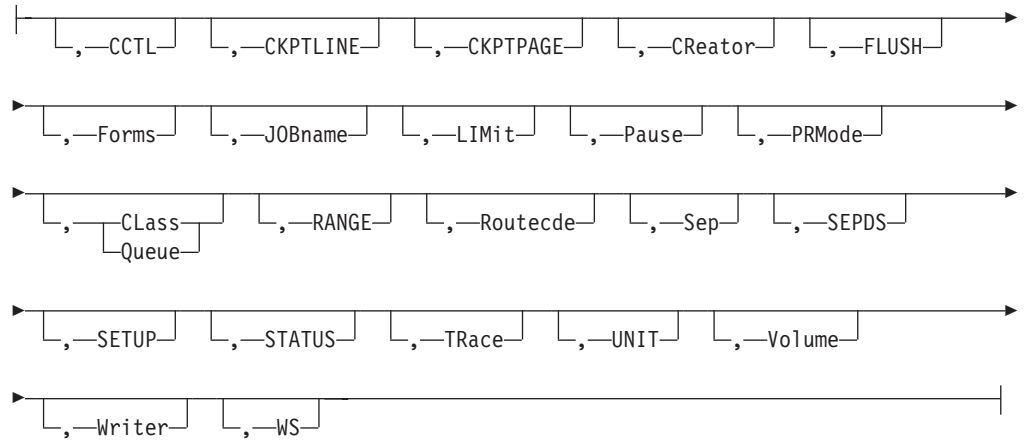 ,—CCTL ,—CKPTLINE ,—CKPTPAGE ,—CReator ,—FLUSH
,—Forms ,—JOBname ,—LIMit ,—Pause ,—PRMode
,—CLass ,—RANGE ,—Routecde ,—Sep ,—SEPDS
Queue
,—SETUP ,—STATUS ,—TRace ,—UNIT ,—Volume
,—Writer ,—WS